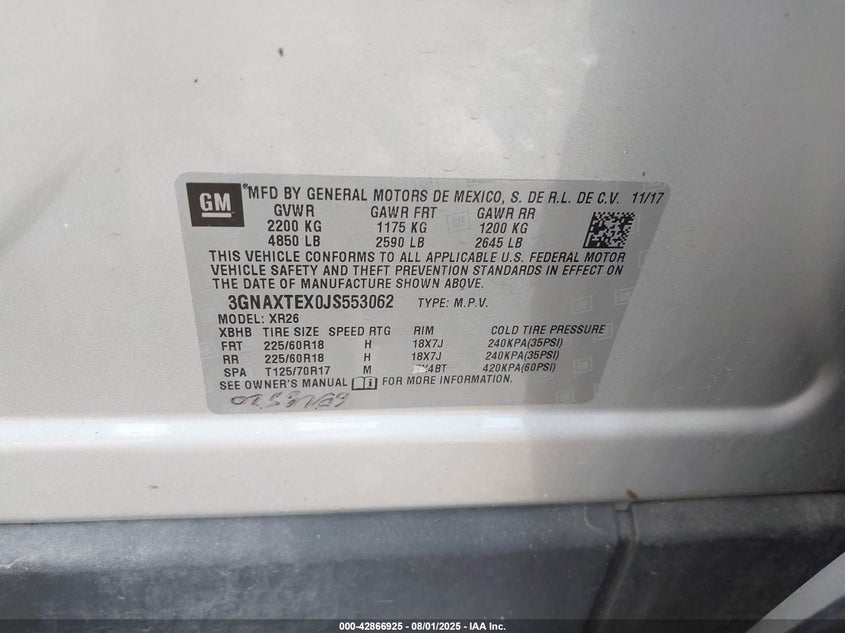 GM
MFD BY GENERAL MOTORS DE MEXICO, S. DE R.L. DE C.V. 11/17
GVWR GAWR FRT GAWR RR
2200 KG 1175 KG 1200 KG
4850 LB 2590 LB 2645 LB
THIS VEHICLE CONFORMS TO ALL APPLICABLE U.S. FEDERAL MOTOR
VEHICLE SAFETY AND THEFT PREVENTION STANDARDS IN EFFECT ON
THE DATE OF MANUFACTURE SHOWN ABOVE.
3GNAXTEX0JS553062 TYPE: M.P.V.
MODEL: XR26
XBHB TIRE SIZE SPEED RTG RIM COLD TIRE PRESSURE
FRT 225/60R18 H 18X7J 240KPA(35PSI)
RR 225/60R18 H 18X7J 240KPA(35PSI)
SPA T125/70R17 M 420KPA(60PSI)
SEE OWNER'S MANUAL FOR MORE INFORMATION.
000-42866925 - 08/01/2025 - IAA Inc.